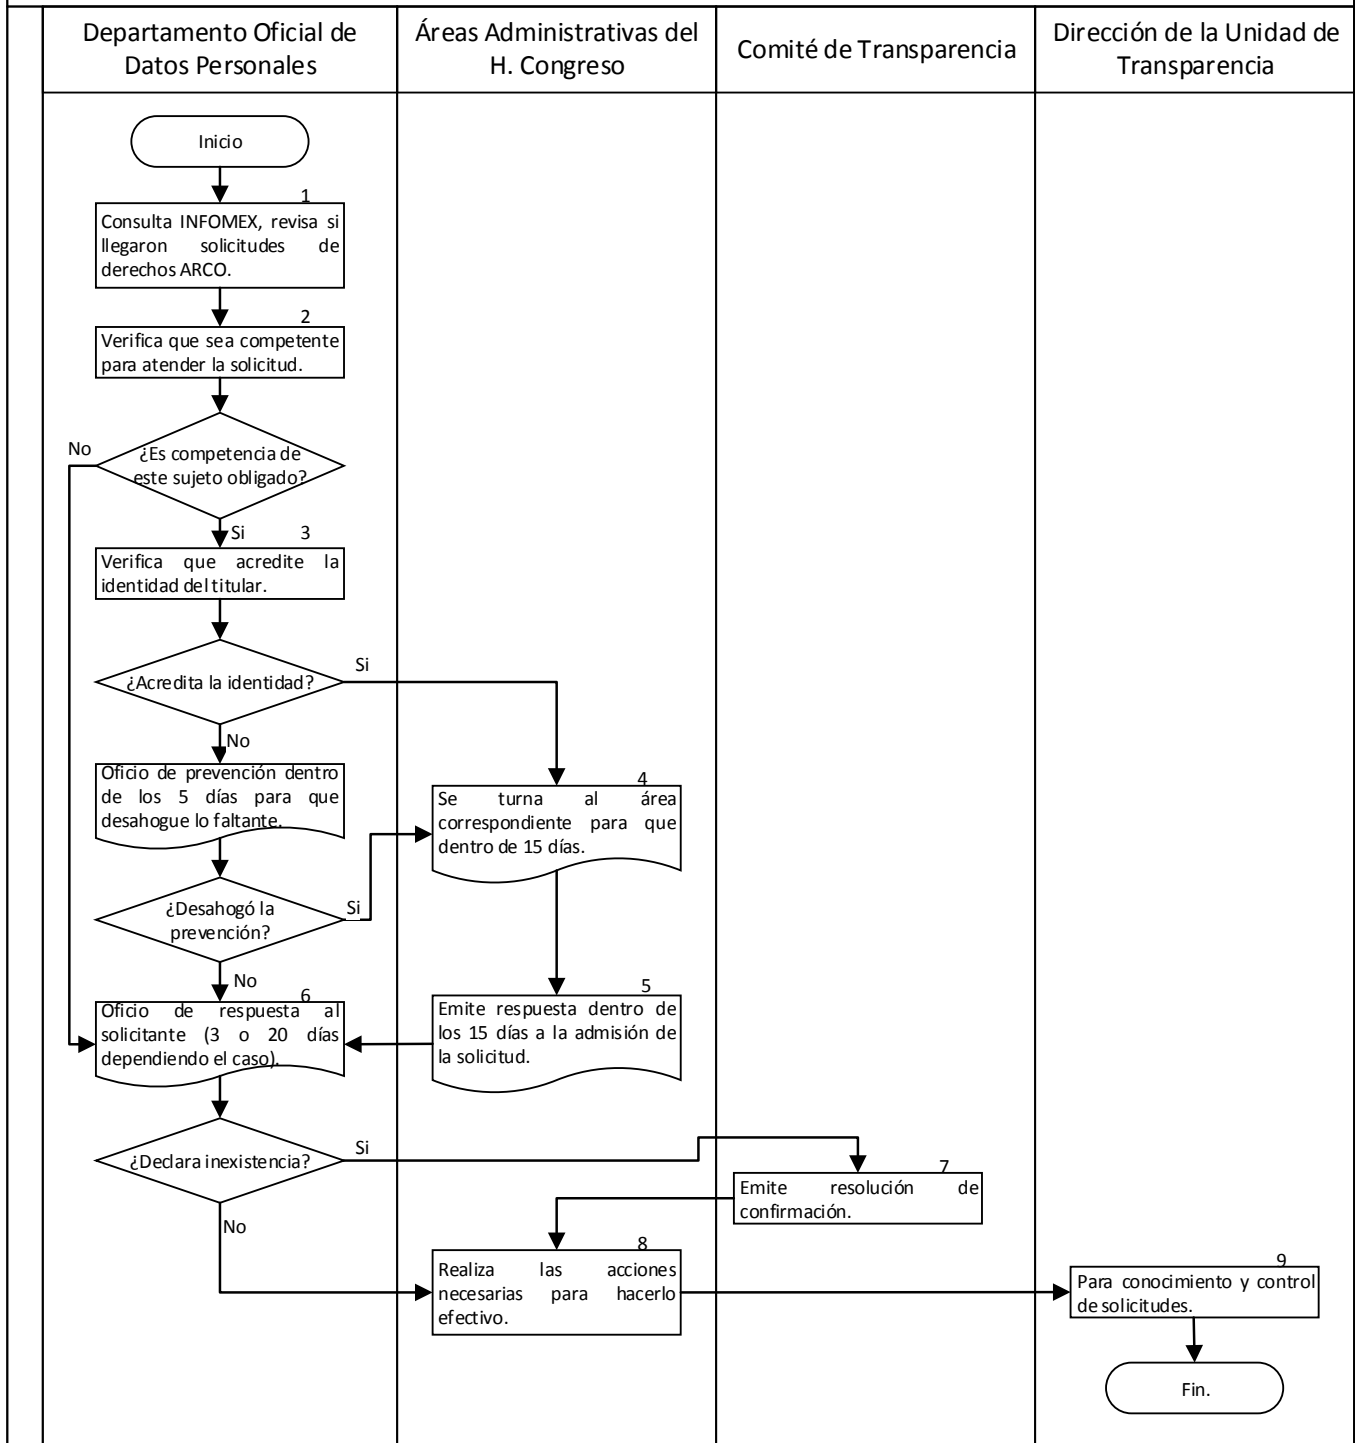 Departamento Oficial de
Datos Personales
Áreas Administrativas del
H. Congreso
Comité de Transparencia
Dirección de la Unidad de
Transparencia
Inicio
1
Consulta INFOMEX, revisa si
llegaron solicitudes de
derechos ARCO.
2
Verifica que sea competente
para atender la solicitud.
No
¿Es competencia de
este sujeto obligado?
Si
3
Verifica que acredite la
identidad del titular.
¿Acredita la identidad?
Si
No
Oficio de prevención dentro
de los 5 días para que
desahogue lo faltante.
4
Se turna al área
correspondiente para que
dentro de 15 días.
¿Desahogó la
prevención?
Si
No
5
Emite respuesta dentro de
los 15 días a la admisión de
la solicitud.
6
Oficio de respuesta al
solicitante (3 o 20 días
dependiendo el caso).
¿Declara inexistencia?
Si
No
7
Emite resolución de
confirmación.
8
Realiza las acciones
necesarias para hacerlo
efectivo.
9
Para conocimiento y control
de solicitudes.
Fin.